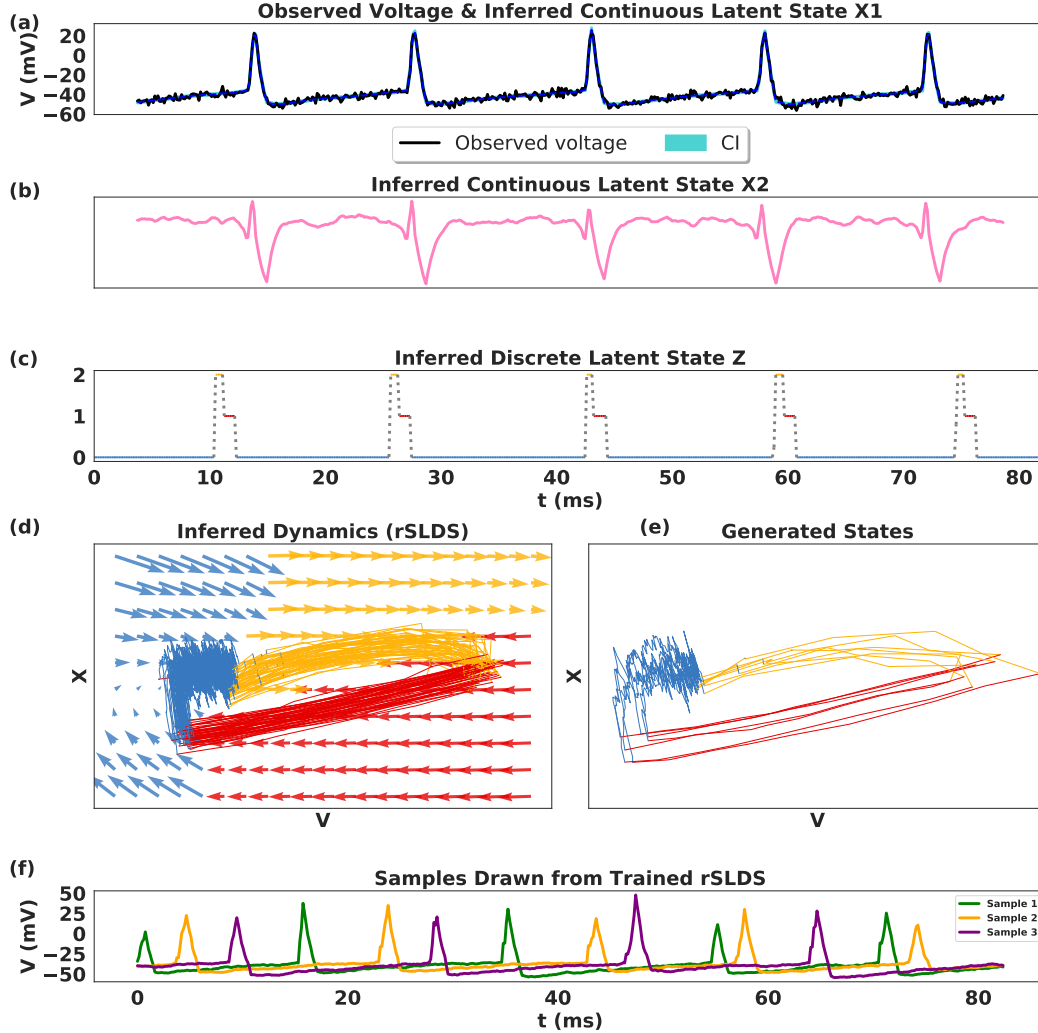 (a)
Observed Voltage & Inferred Continuous Latent State X1
V (mV)
20
0
−20
−40
−60
Observed voltage
CI
(b)
Inferred Continuous Latent State X2
(c)
Inferred Discrete Latent State Z
2
1
0
0 10 20 30 40 50 60 70 80
t (ms)
(d)
Inferred Dynamics (rSLDS)
X
V
(e)
Generated States
X
V
(f)
Samples Drawn from Trained rSLDS
V (mV)
50
25
0
−25
−50
Sample 1
Sample 2
Sample 3
0 20 40 60 80
t (ms)